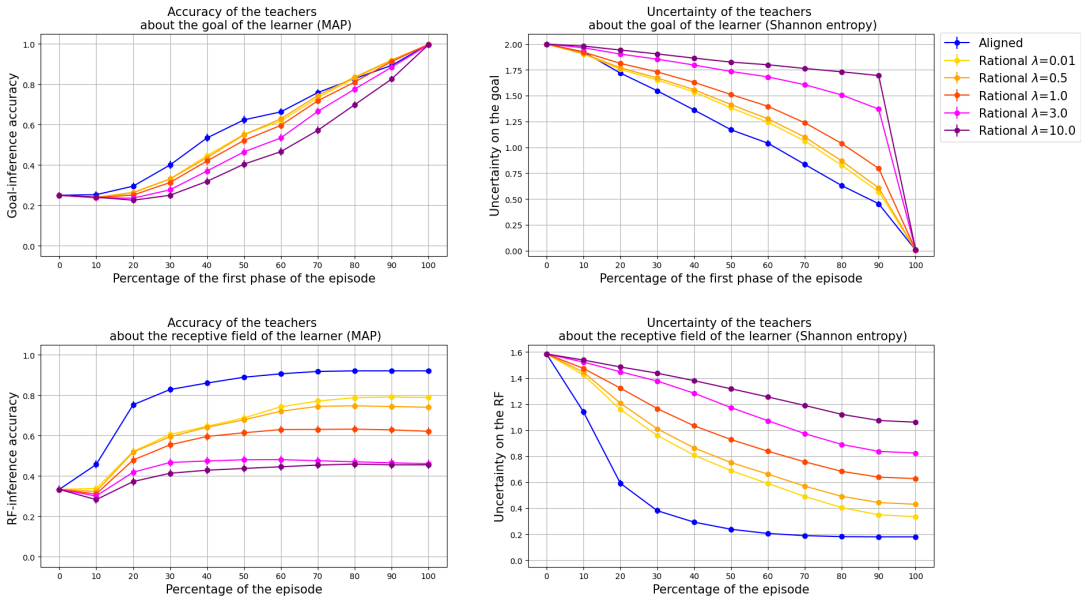 Accuracy of the teachers
about the goal of the learner (MAP)
Goal-inference accuracy
1.0
0.8
0.6
0.4
0.2
0.0
0 10 20 30 40 50 60 70 80 90 100
Percentage of the first phase of the episode
Uncertainty of the teachers
about the goal of the learner (Shannon entropy)
Uncertainty on the goal
2.00
1.75
1.50
1.25
1.00
0.75
0.50
0.25
0.00
0 10 20 30 40 50 60 70 80 90 100
Percentage of the first phase of the episode
Aligned
Rational λ=0.01
Rational λ=0.5
Rational λ=1.0
Rational λ=3.0
Rational λ=10.0
Accuracy of the teachers
about the receptive field of the learner (MAP)
RF-inference accuracy
1.0
0.8
0.6
0.4
0.2
0.0
0 10 20 30 40 50 60 70 80 90 100
Percentage of the episode
Uncertainty of the teachers
about the receptive field of the learner (Shannon entropy)
Uncertainty on the RF
1.6
1.4
1.2
1.0
0.8
0.6
0.4
0.2
0.0
0 10 20 30 40 50 60 70 80 90 100
Percentage of the episode